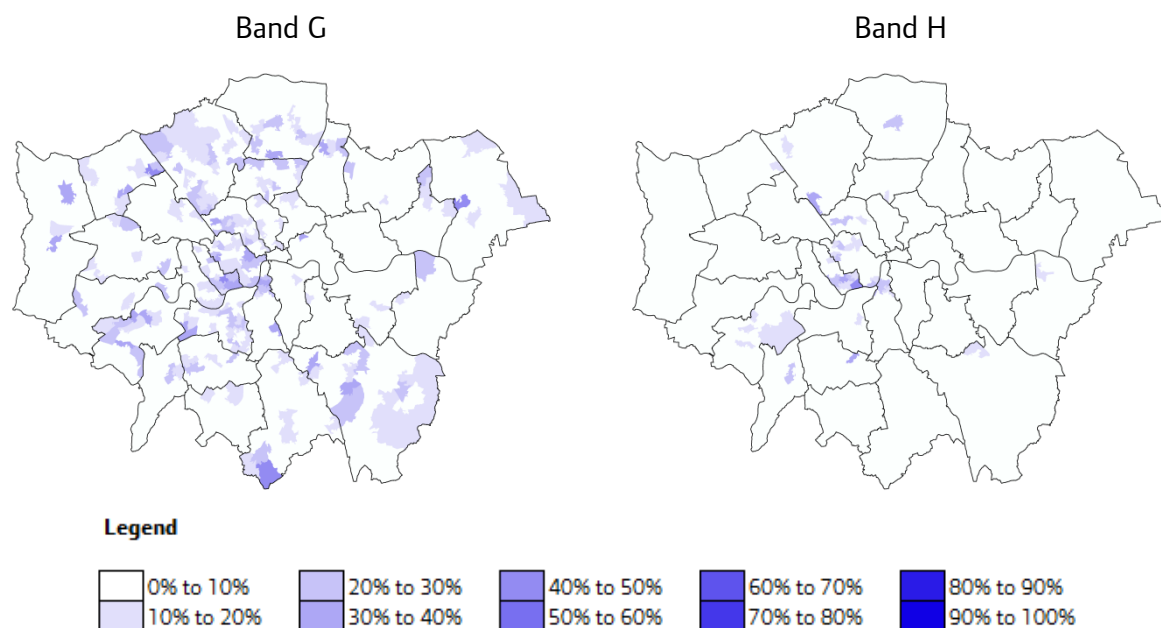 Band G
Band H
Legend
0% to 10%
20% to 30%
40% to 50%
60% to 70%
80% to 90%
10% to 20%
30% to 40%
50% to 60%
70% to 80%
90% to 100%